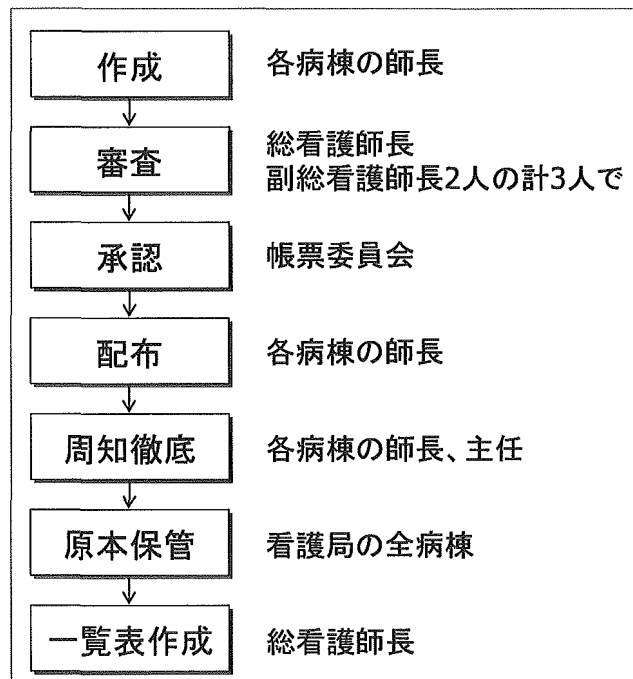 作成
各病棟の師長
審査
総看護師長
副総看護師長2人の計3人で
承認
帳票委員会
配布
各病棟の師長
周知徹底
各病棟の師長、主任
原本保管
看護局の全病棟
一覧表作成
総看護師長